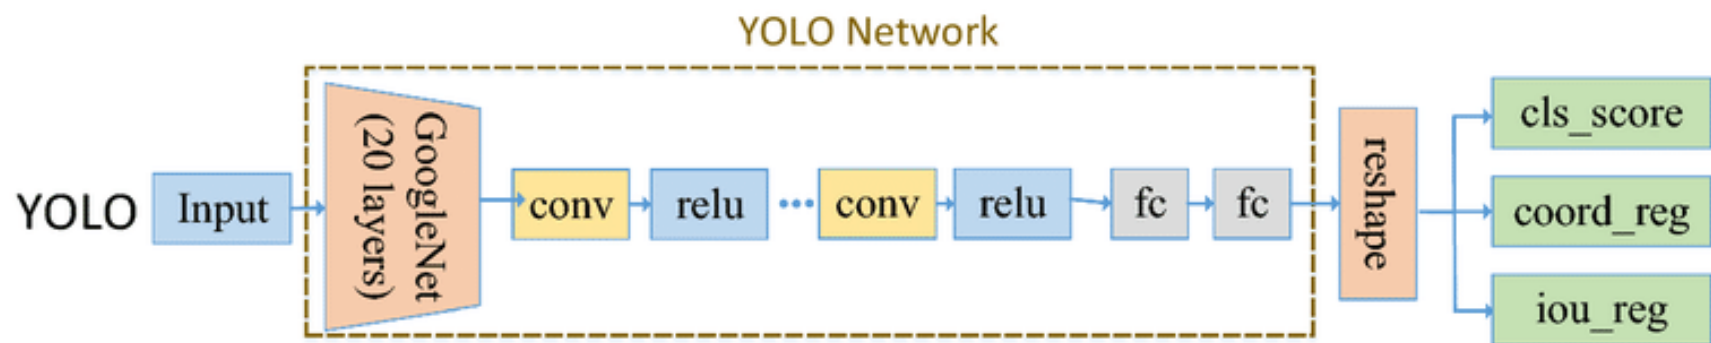 YOLO Network
YOLO
Input
GoogleNet
(20 layers)
conv
relu
...
conv
relu
fc
fc
reshape
cls_score
coord_reg
iou_reg